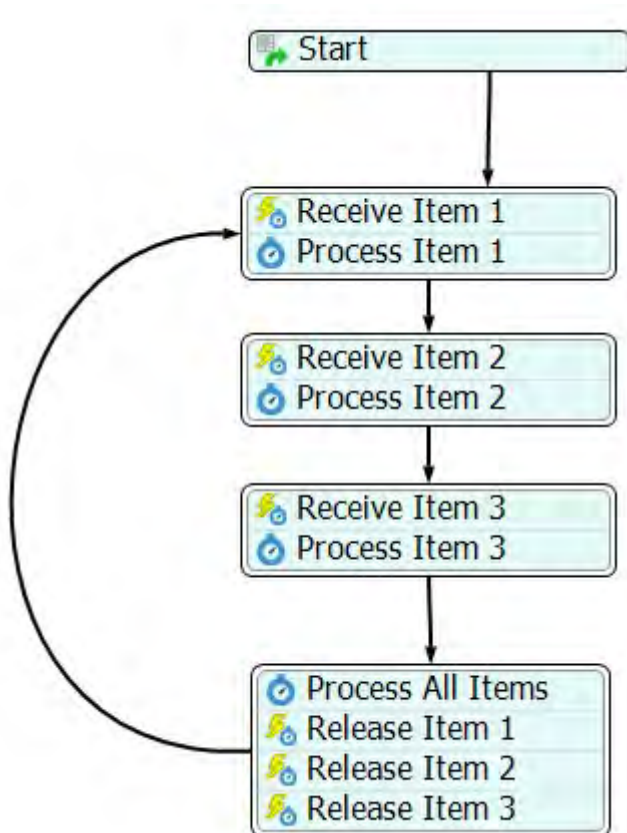 Start
Receive Item 1
Process Item 1
Receive Item 2
Process Item 2
Receive Item 3
Process Item 3
Process All Items
Release Item 1
Release Item 2
Release Item 3